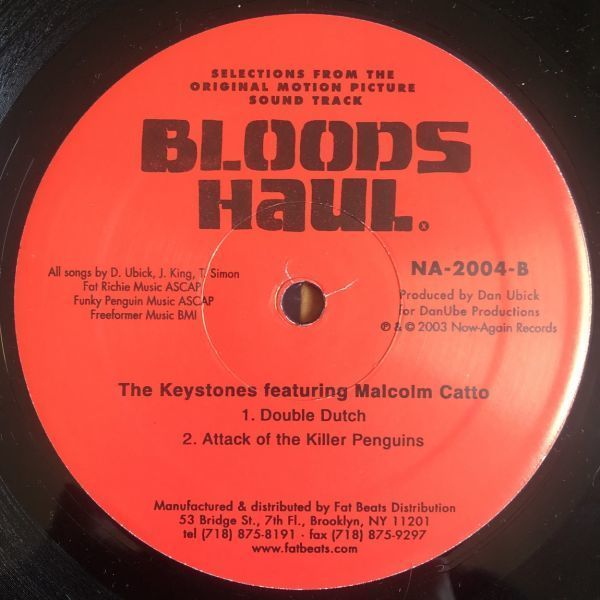 SELECTIONS FROM THE
ORIGINAL MOTION PICTURE
SOUND TRACK
BLOODS
HAUL.
All songs by D. Ubick, J. King, T. Simon
Fat Richie Music ASCAP
Funky Penguin Music ASCAP
Freeformer Music BMI
NA-2004-B
Produced by Dan Ubick
for DanUbe Productions
℗ & © 2003 Now-Again Records
The Keystones featuring Malcolm Catto
1. Double Dutch
2. Attack of the Killer Penguins
Manufactured & distributed by Fat Beats Distribution
53 Bridge St., 7th Fl., Brooklyn, NY 11201
tel (718) 875-8191 · fax (718) 875-9297
www.fatbeats.com